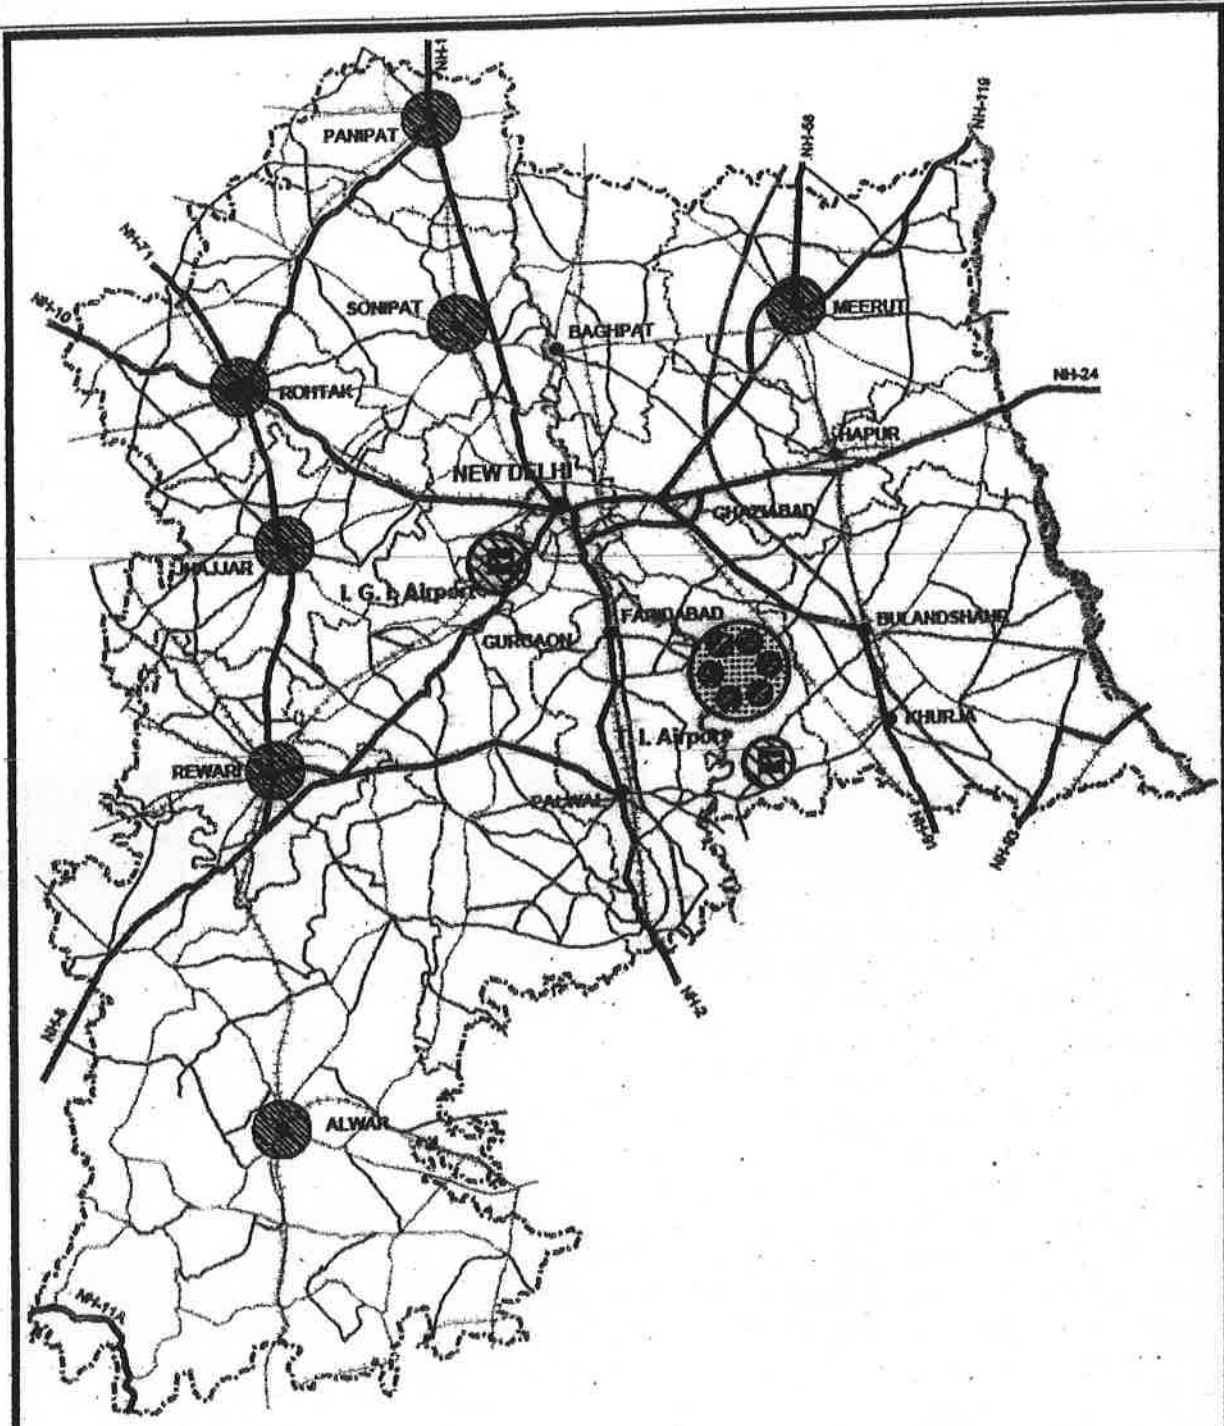 NH-1
PANIPAT
NH-58
NH-119
NH-71
NH-10
SONIPAT
BAGHPAT
MEERUT
ROHTAK
NH-24
HAPUR
NEW DELHI
GHAZIABAD
JHAJJAR
I. G. I. Airport
FARIDABAD
BULANDSHAHR
GURGAON
KHURJA
T. I. Airport
REWARI
PALWAL
NH-91
NH-8
NH-2
ALWAR
NH-11A